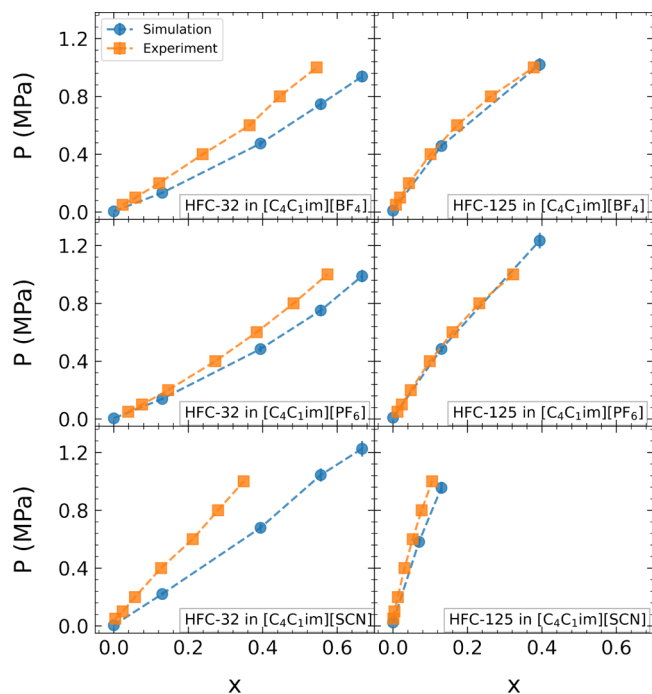 Simulation
Experiment
P (MPa)
1.2
0.8
0.4
0.0
HFC-32 in [C₄C₁im][BF₄]
HFC-125 in [C₄C₁im][BF₄]
P (MPa)
1.2
0.8
0.4
0.0
HFC-32 in [C₄C₁im][PF₆]
HFC-125 in [C₄C₁im][PF₆]
P (MPa)
1.2
0.8
0.4
0.0
HFC-32 in [C₄C₁im][SCN]
HFC-125 in [C₄C₁im][SCN]
0.0 0.2 0.4 0.6 0.0 0.2 0.4 0.6
x x